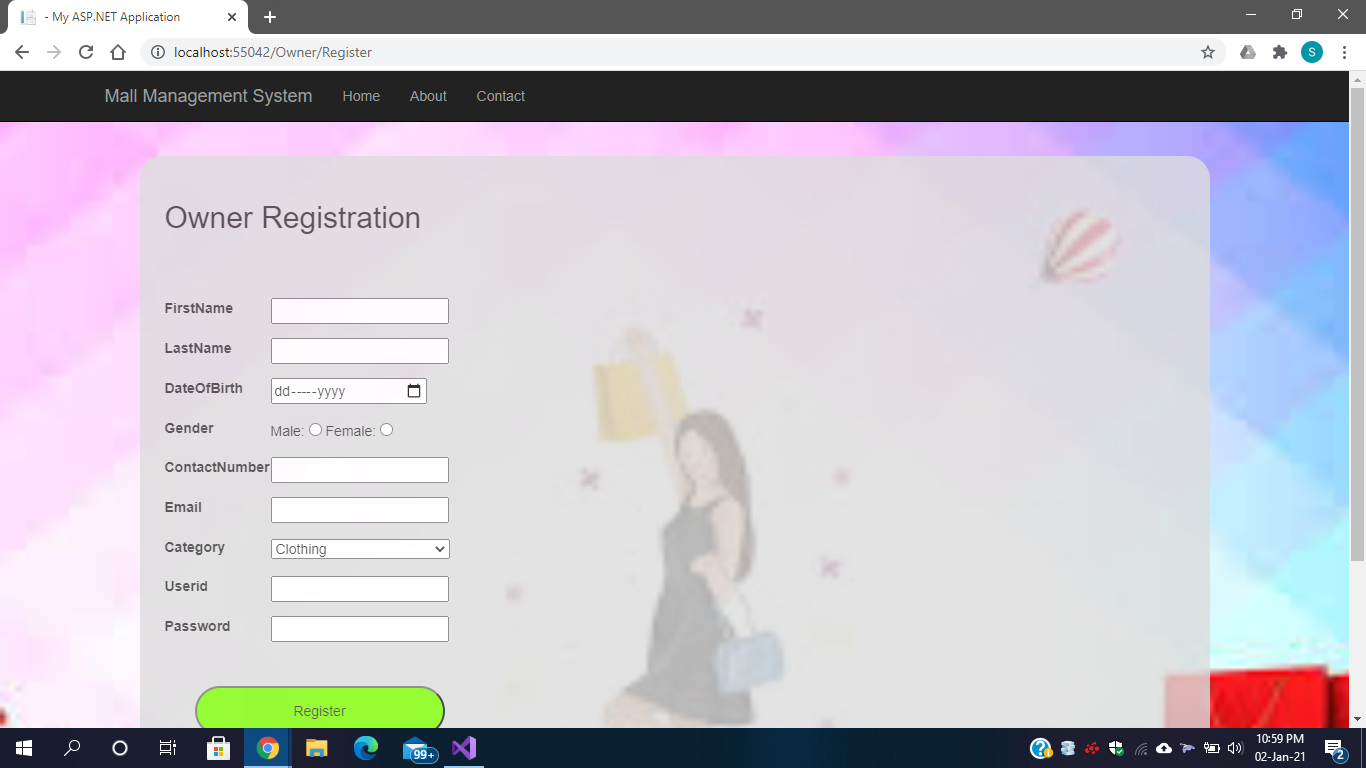 - My ASP.NET Application
localhost:55042/Owner/Register
S
Mall Management System Home About Contact
Owner Registration
FirstName
LastName
DateOfBirth dd-----yyyy
Gender Male: Female:
ContactNumber
Email
Category Clothing
Userid
Password
Register
99+
10:59 PM
02-Jan-21
2